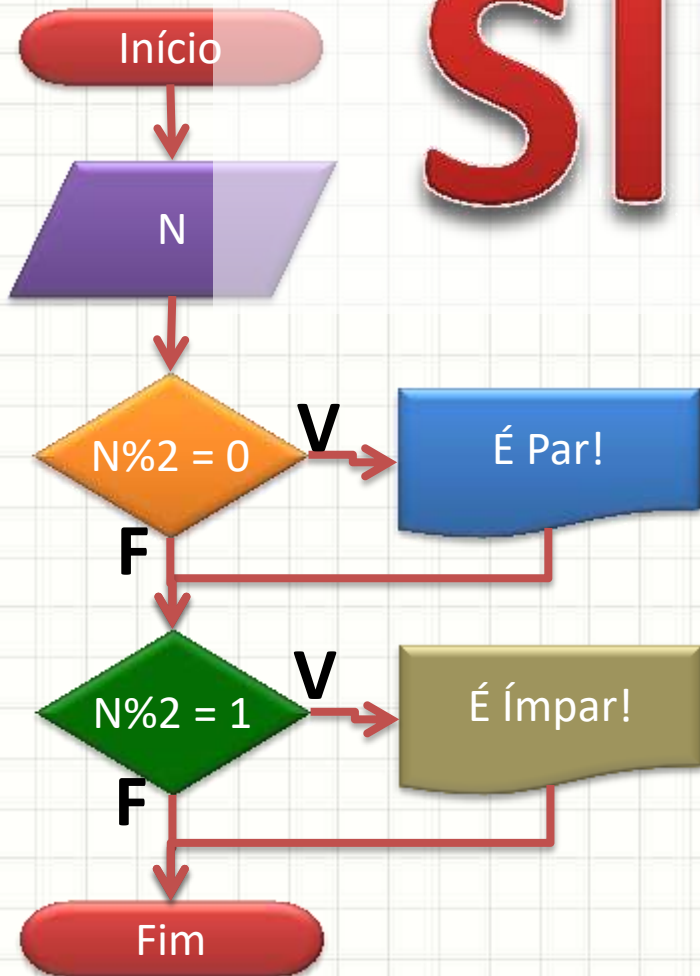 SI
Início
N
N%2 = 0
V
É Par!
F
N%2 = 1
V
É Ímpar!
F
Fim